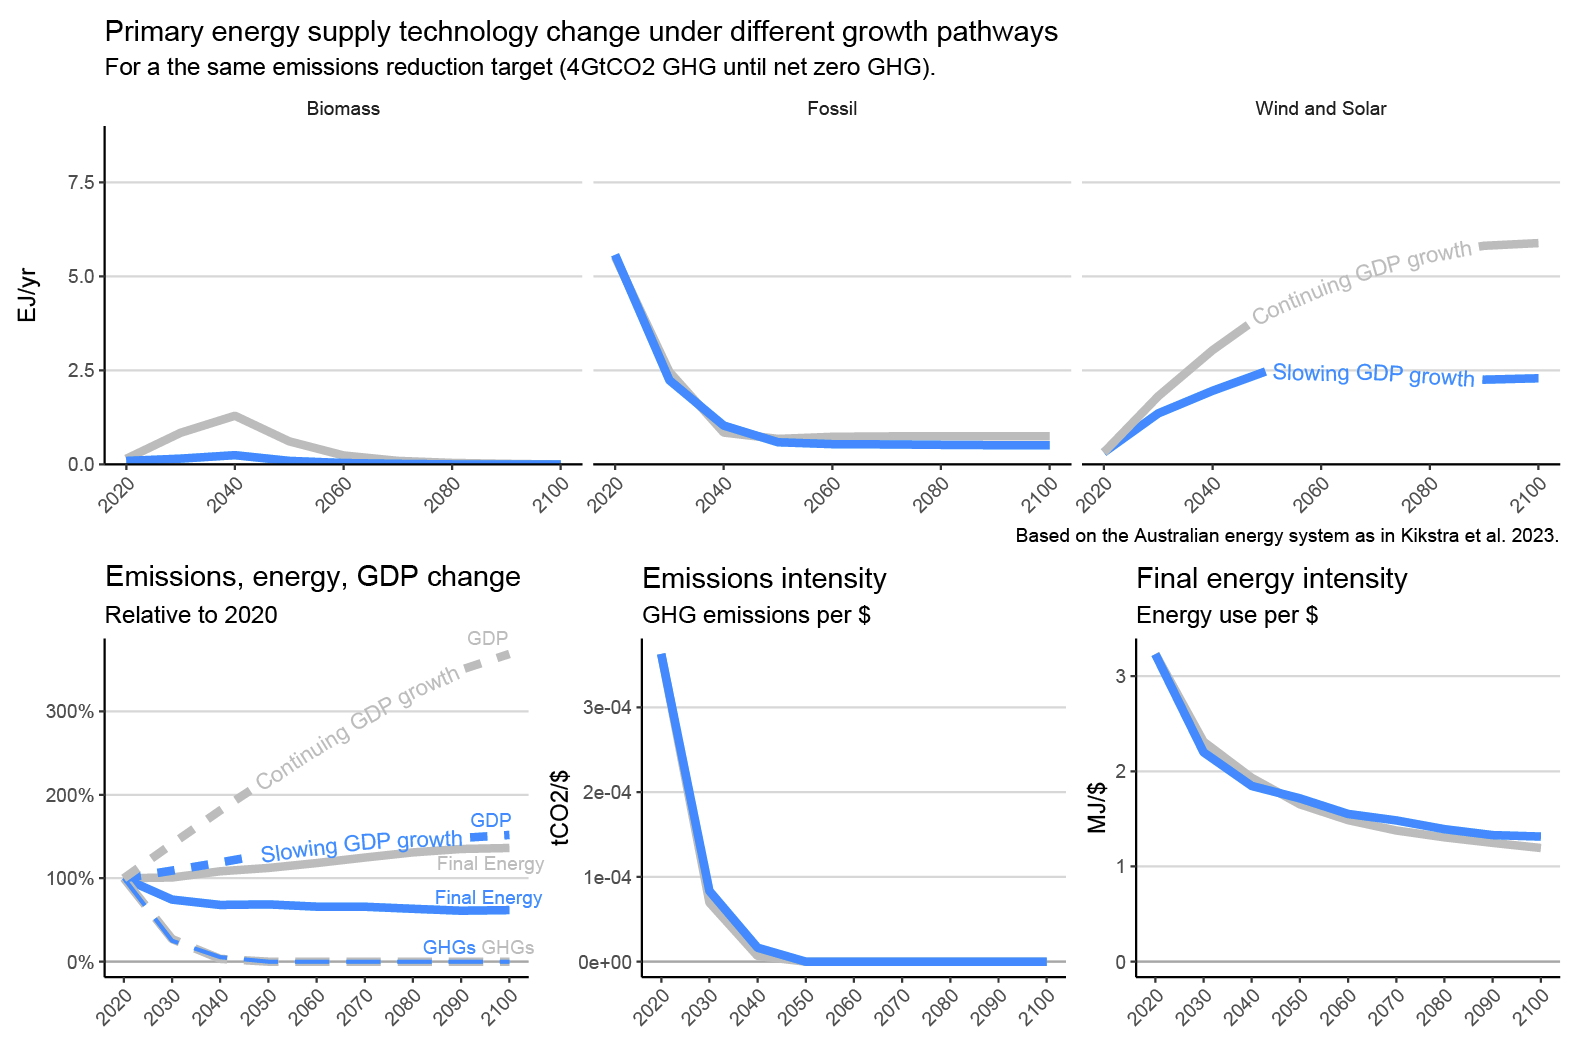 Primary energy supply technology change under different growth pathways
For a the same emissions reduction target (4GtCO2 GHG until net zero GHG).
Biomass
Fossil
Wind and Solar
EJ/yr
7.5
5.0
2.5
0.0
Continuing GDP growth
Slowing GDP growth
2020 2040 2060 2080 2100
2020 2040 2060 2080 2100
2020 2040 2060 2080 2100
Based on the Australian energy system as in Kikstra et al. 2023.
Emissions, energy, GDP change
Relative to 2020
300%
200%
100%
0%
GDP
Continuing GDP growth
GDP
Slowing GDP growth
Final Energy
Final Energy
GHGs GHGs
2020 2030 2040 2050 2060 2070 2080 2090 2100
Emissions intensity
GHG emissions per $
tCO2/$
3e-04
2e-04
1e-04
0e+00
2020 2030 2040 2050 2060 2070 2080 2090 2100
Final energy intensity
Energy use per $
MJ/$
3
2
1
0
2020 2030 2040 2050 2060 2070 2080 2090 2100